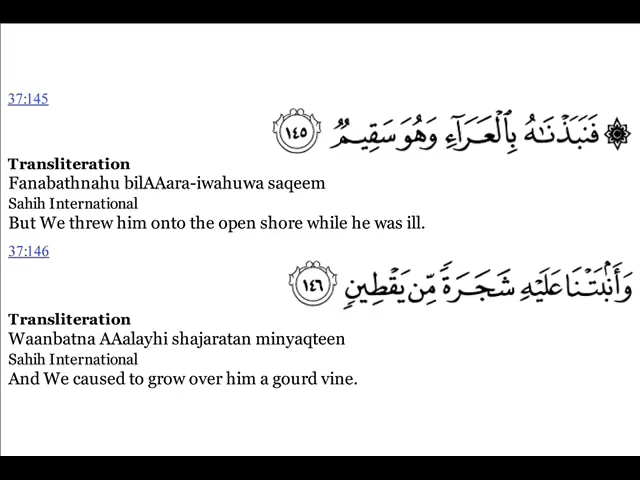 37:145
۞ فَنَبَذْنَٰهُ بِٱلْعَرَآءِ وَهُوَ سَقِيمٌ ١٤٥
Transliteration
Fanabathnahu bilAAara-iwahuwa saqeem
Sahih International
But We threw him onto the open shore while he was ill.
37:146
وَأَنۢبَتْنَا عَلَيْهِ شَجَرَةً مِّن يَقْطِينٍ ١٤٦
Transliteration
Waanbatna AAalayhi shajaratan minyaqteen
Sahih International
And We caused to grow over him a gourd vine.